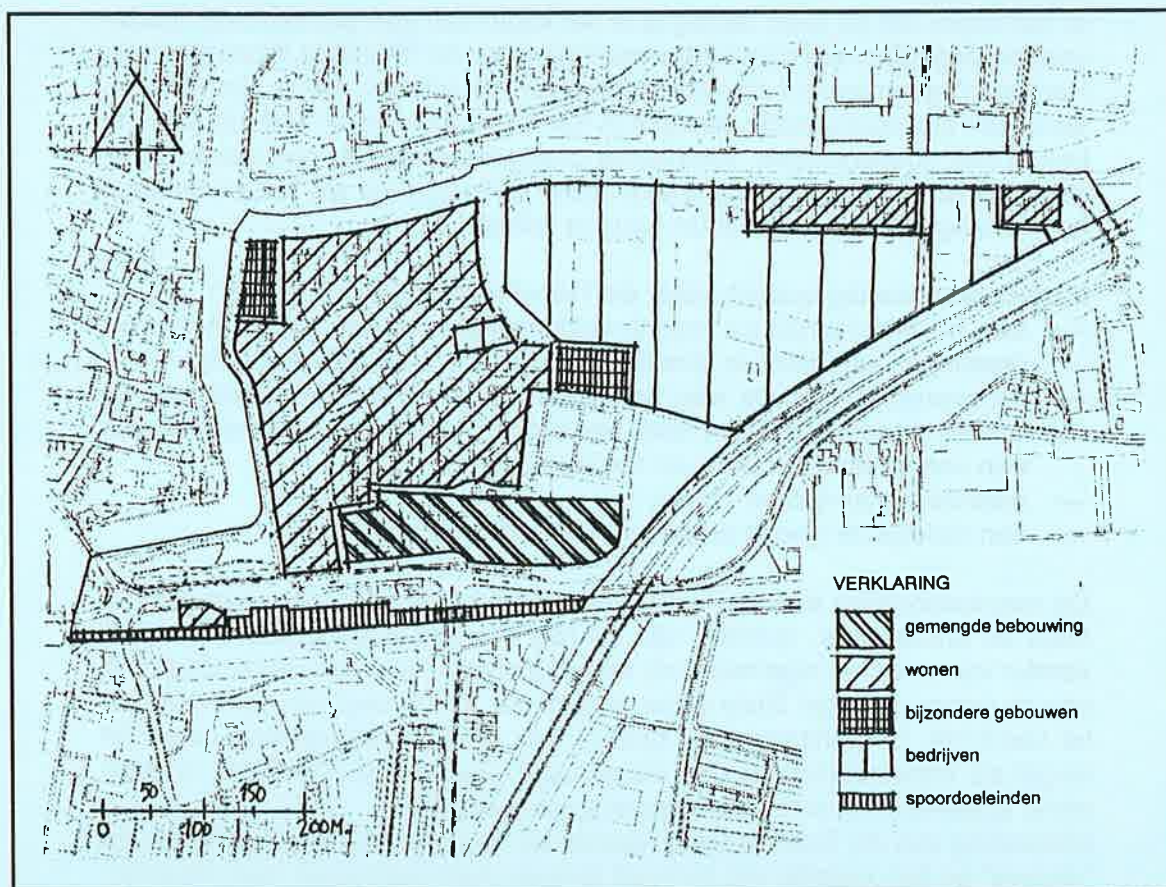 VERKLARING
gemengde bebouwing
wonen
bijzondere gebouwen
bedrijven
spoordoeleinden
50 150
0 100 200M.